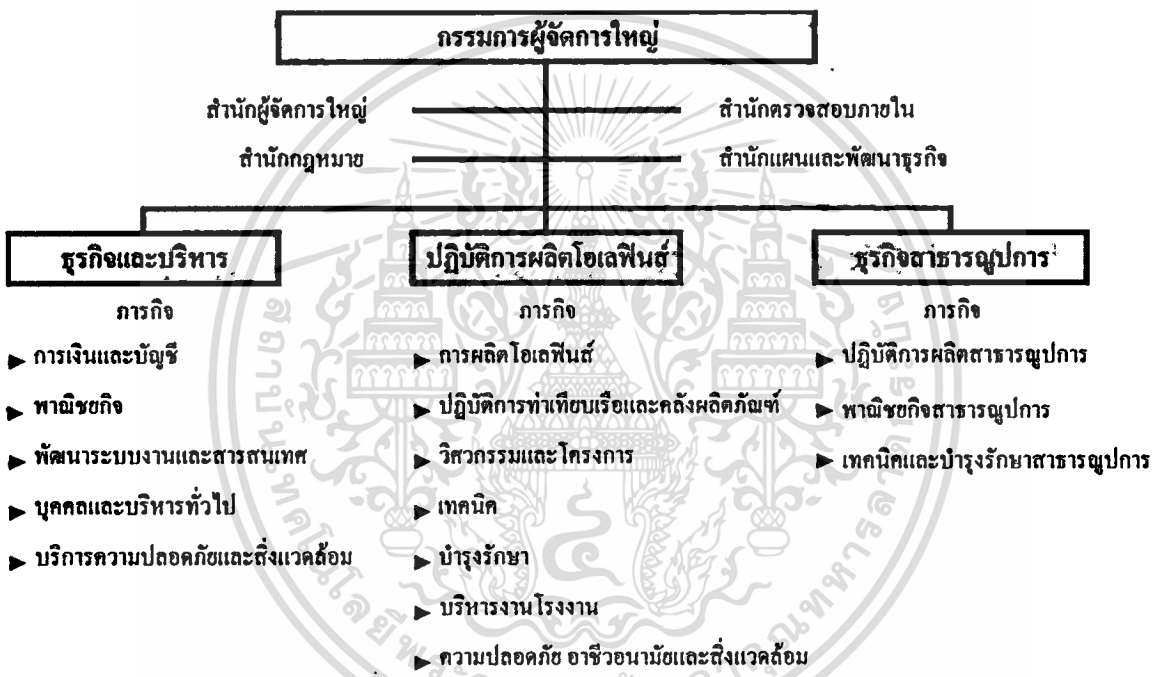 กรรมการผู้จัดการใหญ่
สำนักผู้จัดการใหญ่
สำนักตรวจสอบภายใน
สำนักกฎหมาย
สำนักแผนและพัฒนาธุรกิจ
ธุรกิจและบริหาร
ภารกิจ
► การเงินและบัญชี
► พาณิชยกิจ
► พัฒนาระบบงานและสารสนเทศ
► บุคคลและบริหารทั่วไป
► บริการความปลอดภัยและสิ่งแวดล้อม
ปฏิบัติการผลิตโอเลฟินส์
ภารกิจ
► การผลิตโอเลฟินส์
► ปฏิบัติการท่าเทียบเรือและคลังผลิตภัณฑ์
► วิศวกรรมและโครงการ
► เทคนิค
► บำรุงรักษา
► บริหารงานโรงงาน
► ความปลอดภัย อาชีวอนามัยและสิ่งแวดล้อม
ธุรกิจสาธารณูปการ
ภารกิจ
► ปฏิบัติการผลิตสาธารณูปการ
► พาณิชยกิจสาธารณูปการ
► เทคนิคและบำรุงรักษาสาธารณูปการ